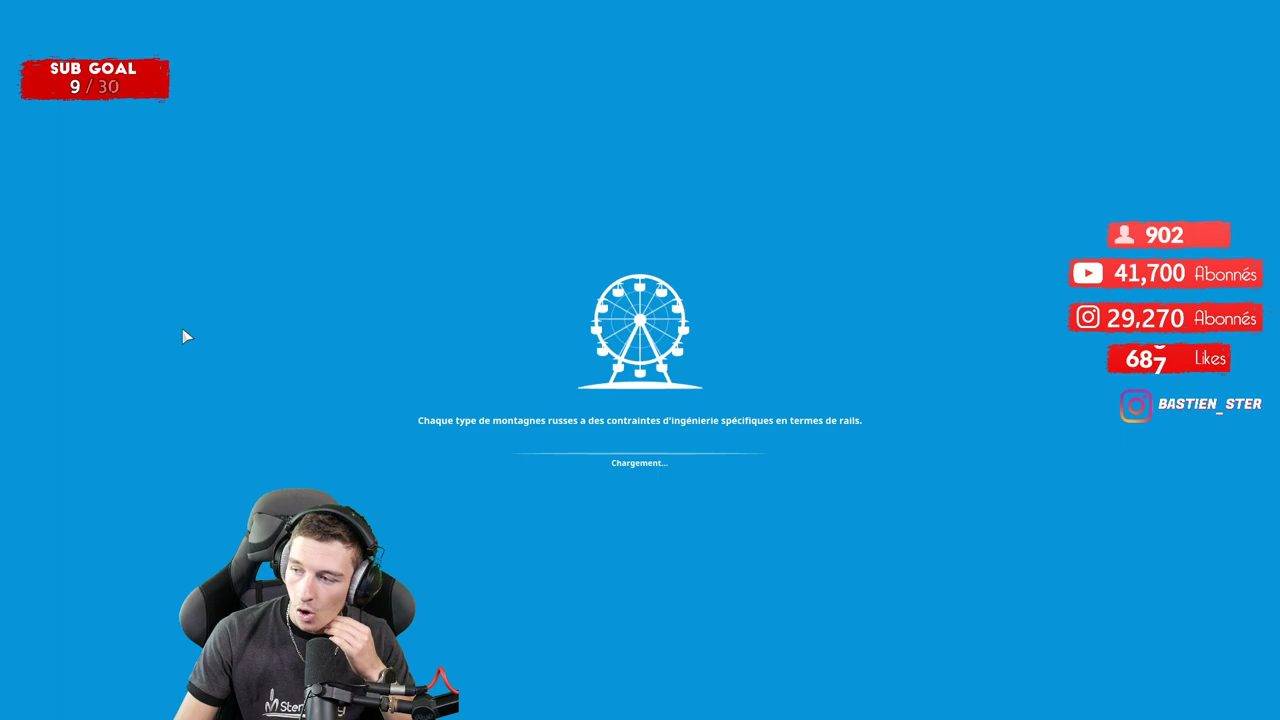 SUB GOAL
9 / 30
902
41,700 Abonnés
29,270 Abonnés
687 Likes
BASTIEN_STER
Chaque type de montagnes russes a des contraintes d'ingénierie spécifiques en termes de rails.
Chargement...